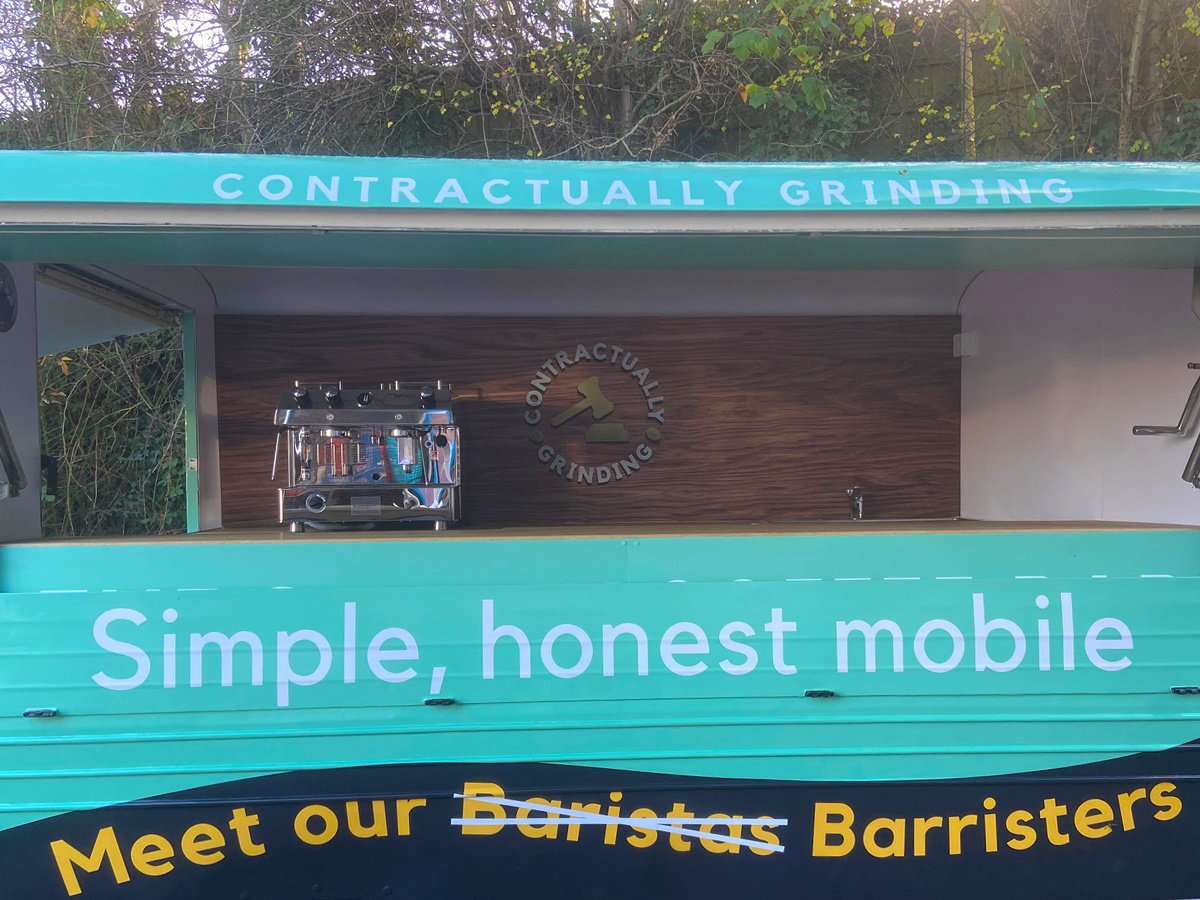 CONTRACTUALLY GRINDING
CONTRACTUALLY
GRINDING
Simple, honest mobile
Meet our Baristas Barristers